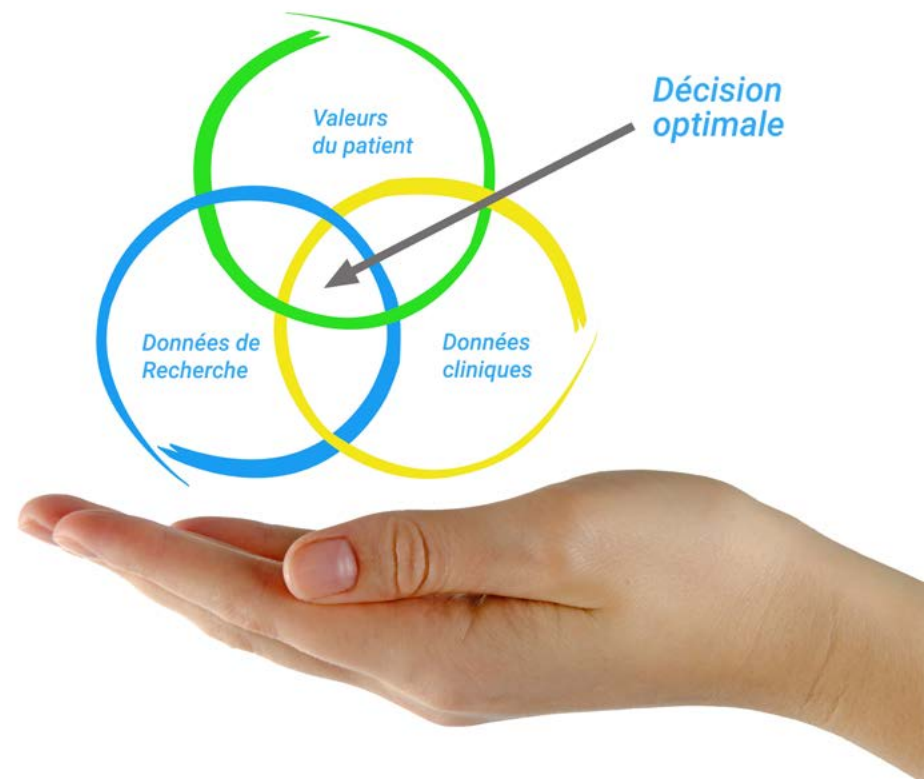 Décision
optimale
Valeurs
du patient
Données de
Recherche
Données
cliniques